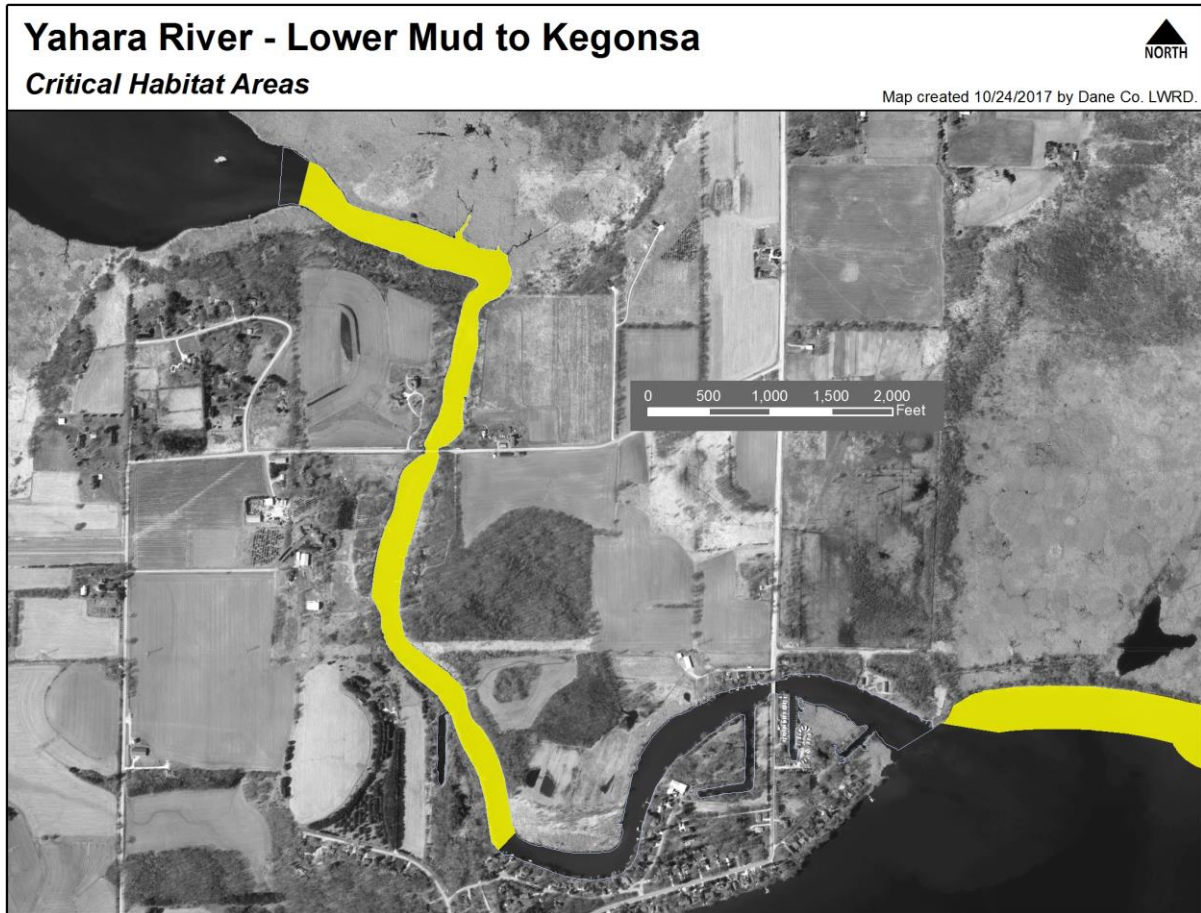 Yahara River - Lower Mud to Kegonsa
NORTH
Critical Habitat Areas
Map created 10/24/2017 by Dane Co. LWRD.
0 500 1,000 1,500 2,000
Feet